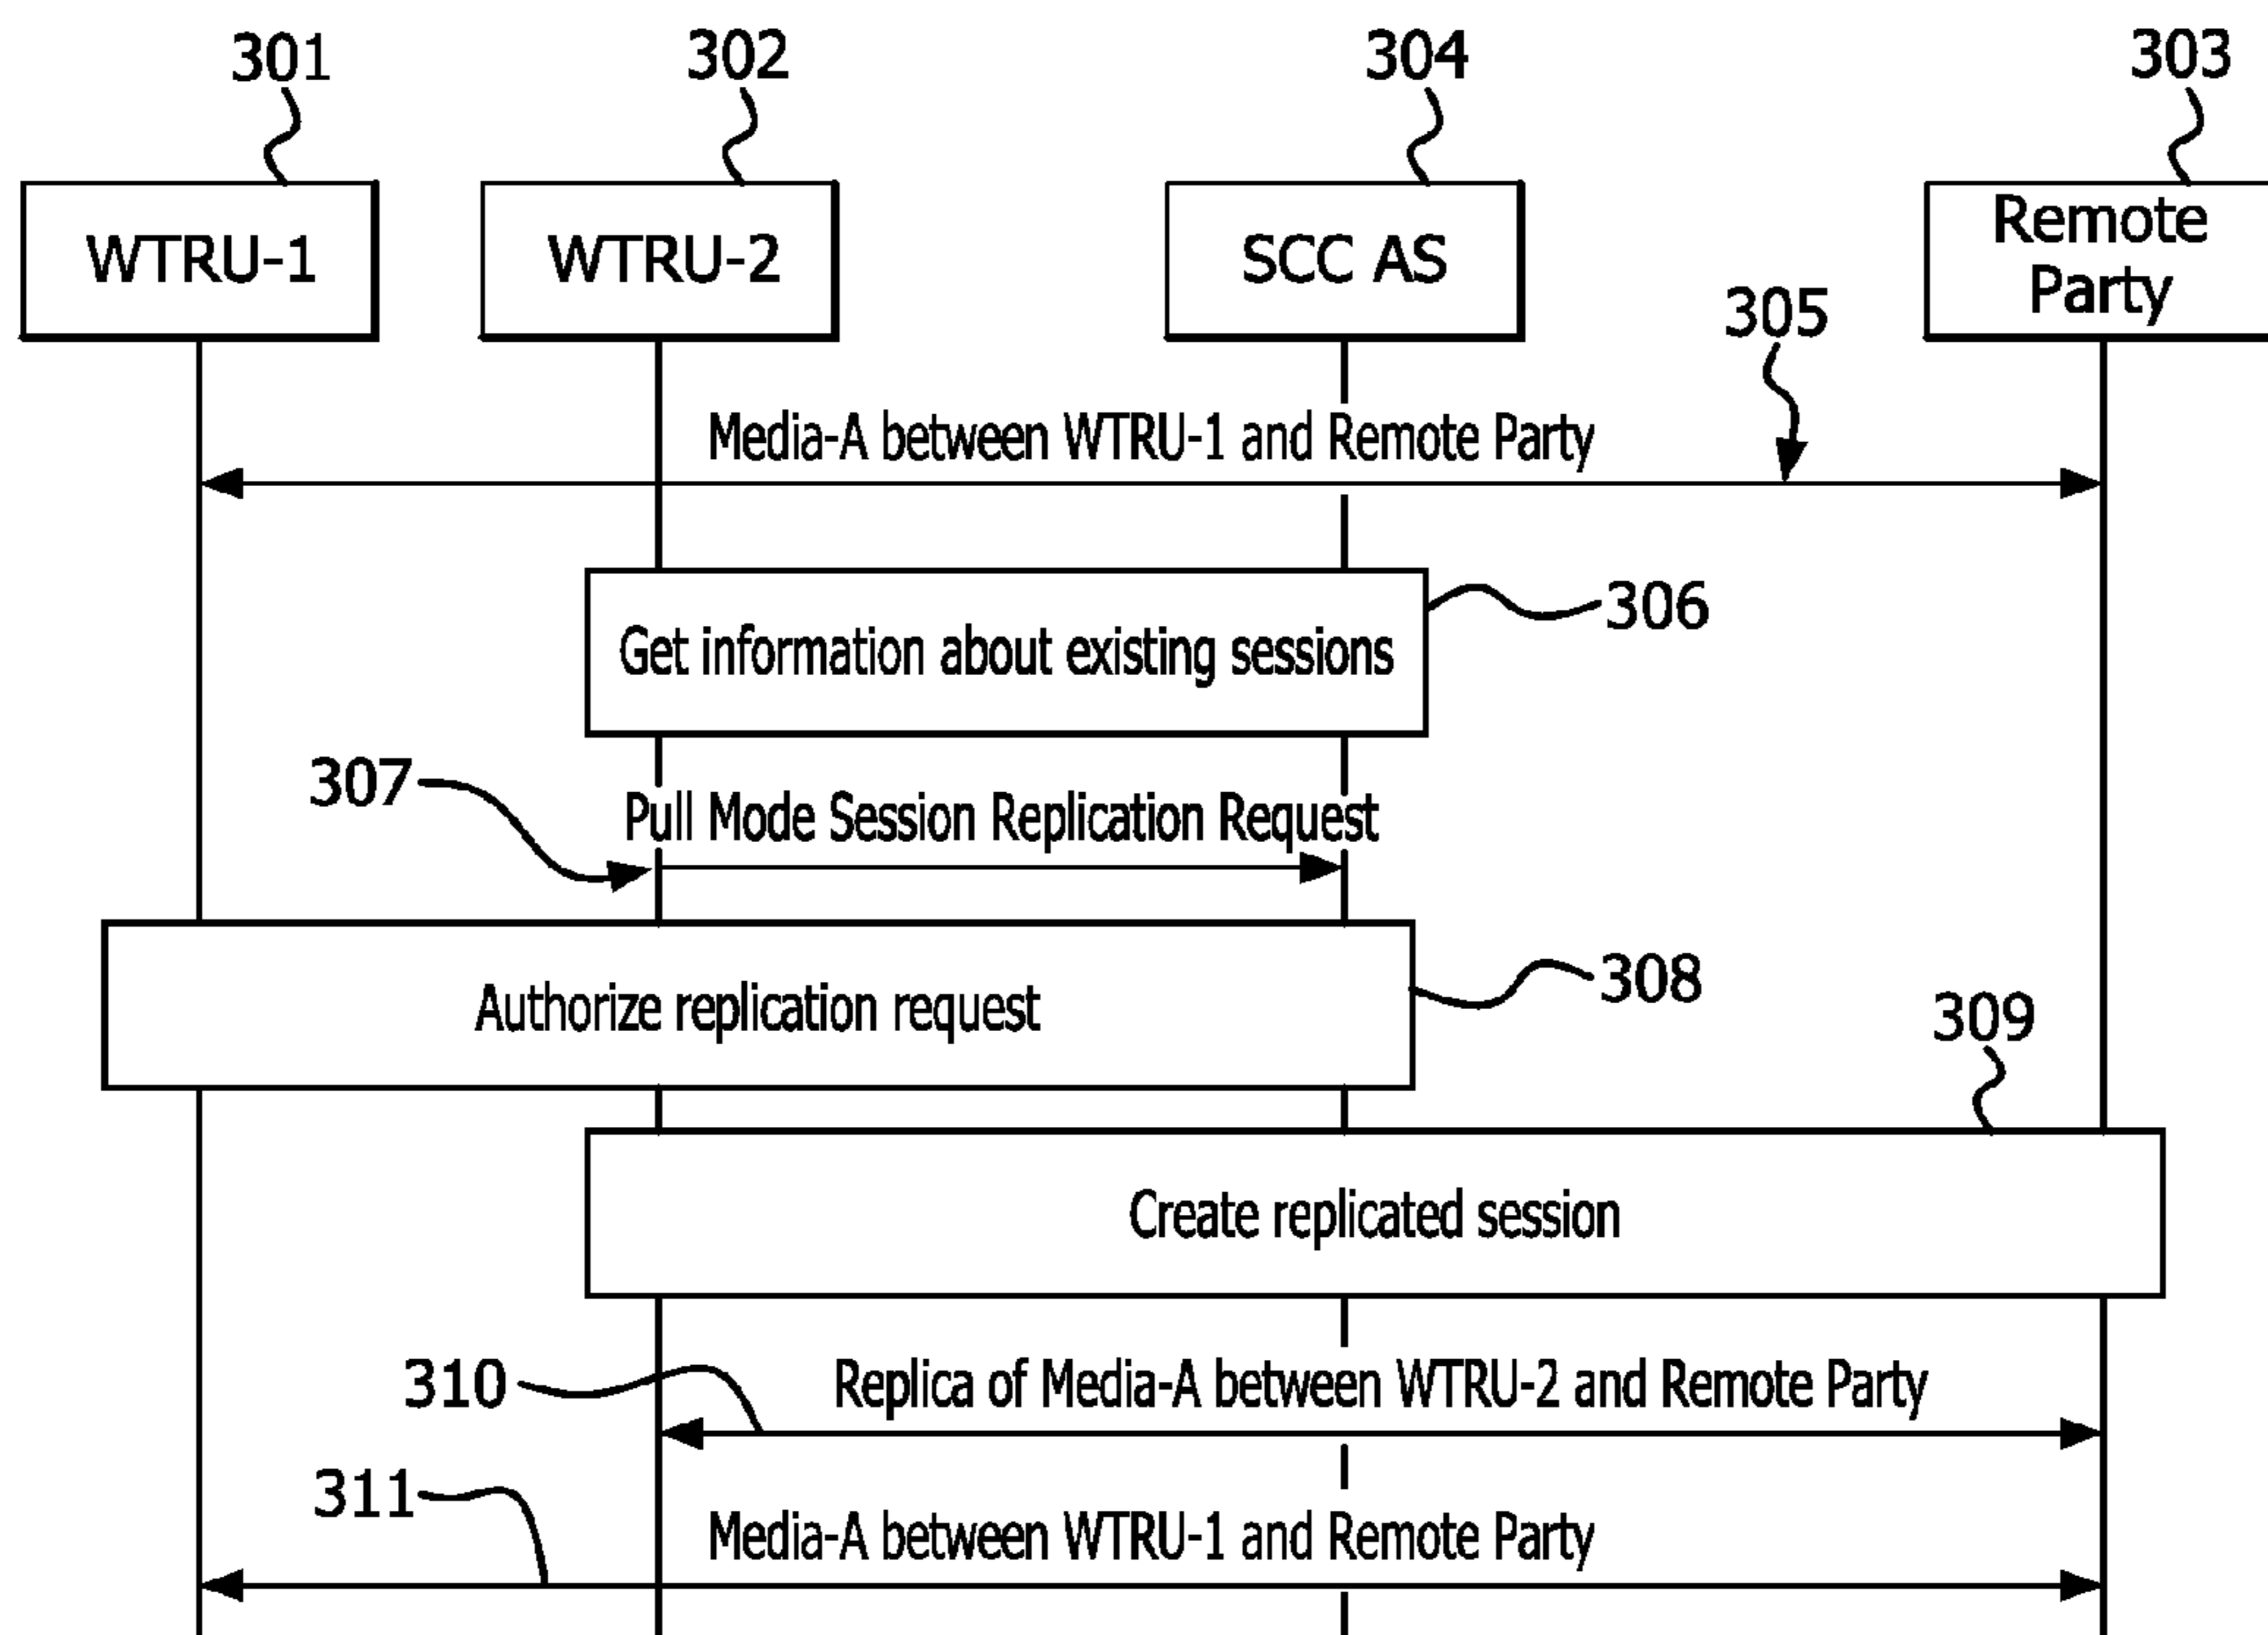 301
302
304
303
WTRU-1
WTRU-2
SCC AS
Remote
Party
305
Media-A between WTRU-1 and Remote Party
306
Get information about existing sessions
307
Pull Mode Session Replication Request
308
Authorize replication request
309
Create replicated session
310
Replica of Media-A between WTRU-2 and Remote Party
311
Media-A between WTRU-1 and Remote Party